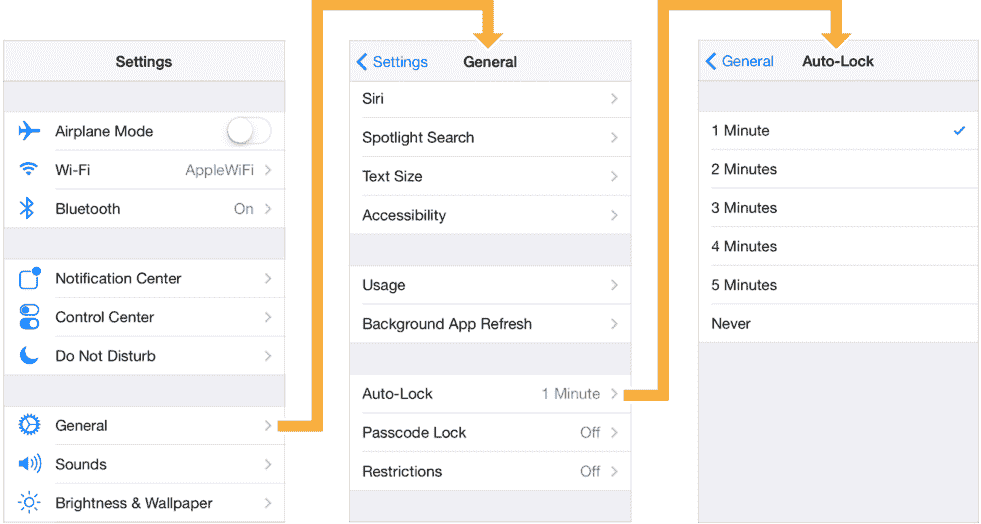 Settings
Airplane Mode
Wi-Fi AppleWiFi
Bluetooth On
Notification Center
Control Center
Do Not Disturb
General
Sounds
Brightness & Wallpaper
Settings General
Siri
Spotlight Search
Text Size
Accessibility
Usage
Background App Refresh
Auto-Lock 1 Minute
Passcode Lock Off
Restrictions Off
General Auto-Lock
1 Minute
2 Minutes
3 Minutes
4 Minutes
5 Minutes
Never